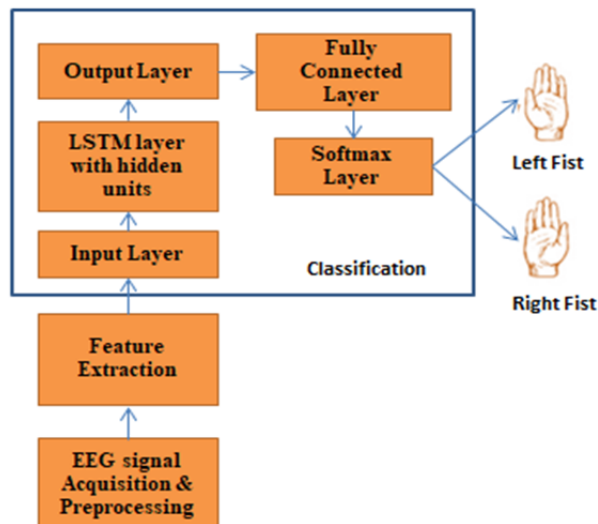 Output Layer
Fully
Connected
Layer
LSTM layer
with hidden
units
Softmax
Layer
Left Fist
Input Layer
Classification
Right Fist
Feature
Extraction
EEG signal
Acquisition &
Preprocessing